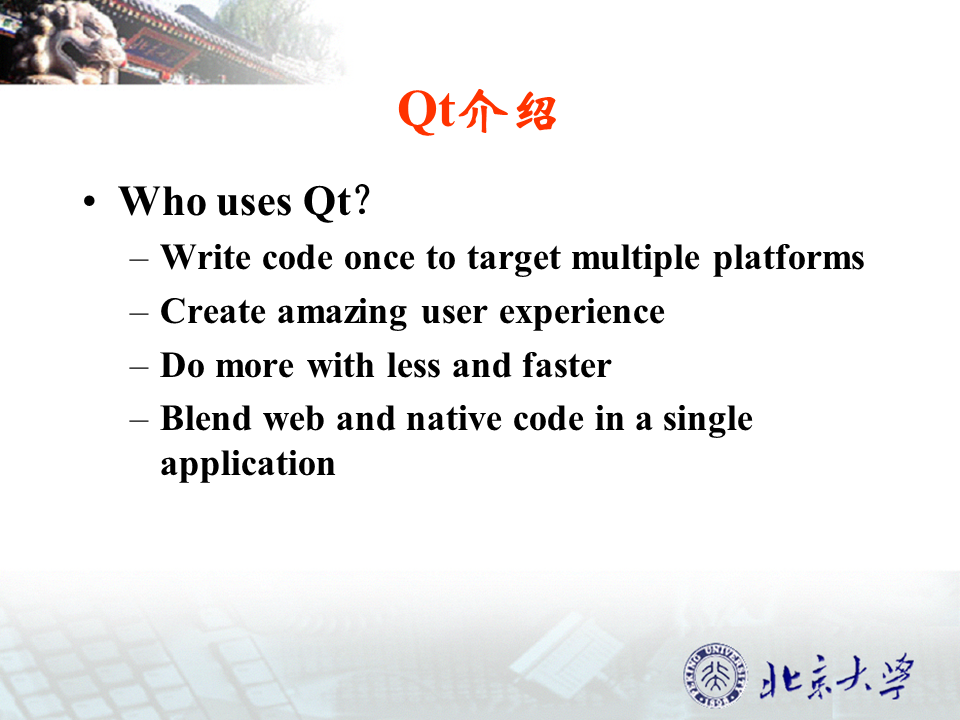 Qt介绍
• Who uses Qt?
– Write code once to target multiple platforms
– Create amazing user experience
– Do more with less and faster
– Blend web and native code in a single
application
PEKING UNIVERSITY
1898
北京大学